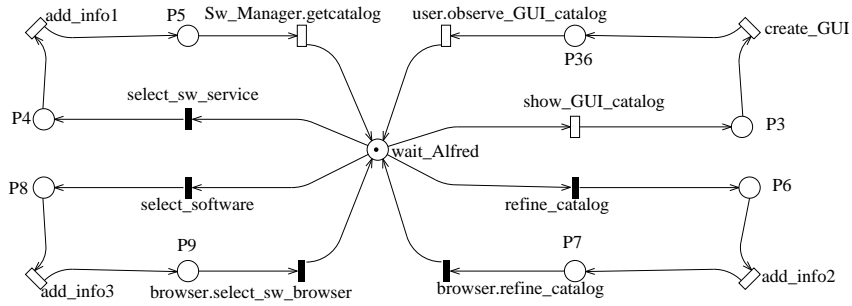 add_info1
P5
Sw_Manager.getcatalog
user.observe_GUI_catalog
create_GUI
P36
select_sw_service
show_GUI_catalog
P4
P3
wait_Alfred
P8
P6
select_software
refine_catalog
P9
P7
add_info3
browser.select_sw_browser
browser.refine_catalog
add_info2